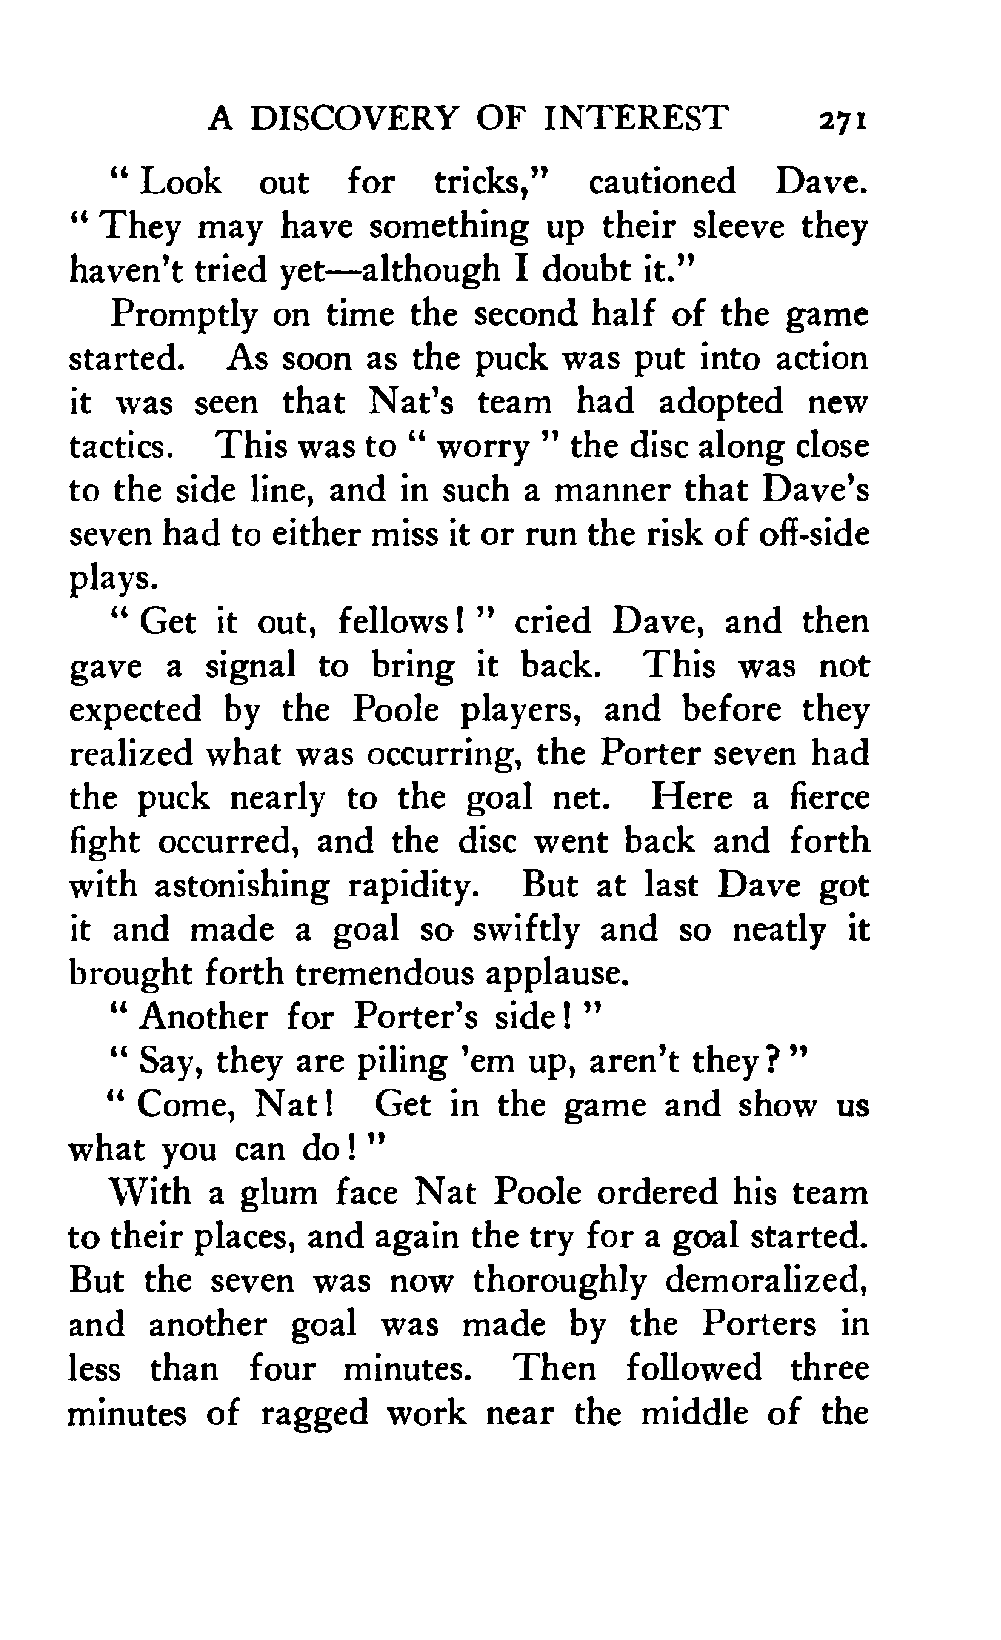 A DISCOVERY OF INTEREST 271
" Look out for tricks," cautioned Dave.
" They may have something up their sleeve they
haven't tried yet—although I doubt it."
Promptly on time the second half of the game
started. As soon as the puck was put into action
it was seen that Nat's team had adopted new
tactics. This was to " worry " the disc along close
to the side line, and in such a manner that Dave's
seven had to either miss it or run the risk of off-side
plays.
" Get it out, fellows! " cried Dave, and then
gave a signal to bring it back. This was not
expected by the Poole players, and before they
realized what was occurring, the Porter seven had
the puck nearly to the goal net. Here a fierce
fight occurred, and the disc went back and forth
with astonishing rapidity. But at last Dave got
it and made a goal so swiftly and so neatly it
brought forth tremendous applause.
" Another for Porter's side! "
" Say, they are piling 'em up, aren't they? "
" Come, Nat! Get in the game and show us
what you can do! "
With a glum face Nat Poole ordered his team
to their places, and again the try for a goal started.
But the seven was now thoroughly demoralized,
and another goal was made by the Porters in
less than four minutes. Then followed three
minutes of ragged work near the middle of the